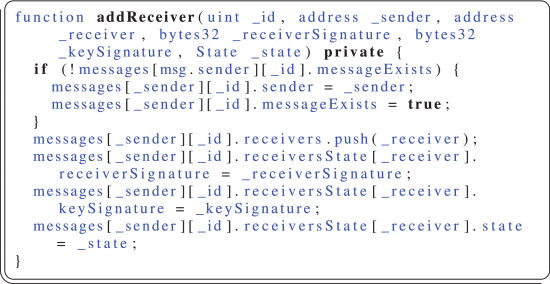 function addReceiver(uint _id, address _sender, address
_receiver, bytes32 _receiverSignature, bytes32
_keySignature, State _state) private {
if (!messages[msg.sender][_id].messageExists) {
messages[_sender][_id].sender = _sender;
messages[_sender][_id].messageExists = true;
}
messages[_sender][_id].receivers.push(_receiver);
messages[_sender][_id].receiversState[_receiver].
receiverSignature = _receiverSignature;
messages[_sender][_id].receiversState[_receiver].
keySignature = _keySignature;
messages[_sender][_id].receiversState[_receiver].state
= _state;
}